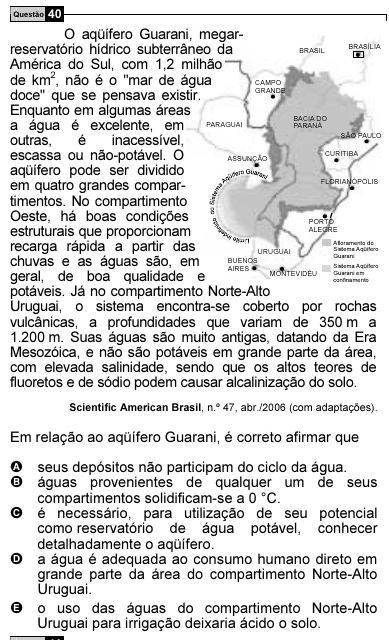 Questão 40
O aqüífero Guarani, megar-
reservatório hídrico subterrâneo da
América do Sul, com 1,2 milhão
de km2, não é o "mar de água
doce" que se pensava existir.
Enquanto em algumas áreas
a água é excelente, em
outras, é inacessível,
escassa ou não-potável. O
aqüífero pode ser dividido
em quatro grandes compar-
timentos. No compartimento
Oeste, há boas condições
estruturais que proporcionam
recarga rápida a partir das
chuvas e as águas são, em
geral, de boa qualidade e
potáveis. Já no compartimento Norte-Alto
Uruguai, o sistema encontra-se coberto por rochas
vulcânicas, a profundidades que variam de 350 m a
1.200 m. Suas águas são muito antigas, datando da Era
Mesozóica, e não são potáveis em grande parte da área,
com elevada salinidade, sendo que os altos teores de
fluoretos e de sódio podem causar alcalinização do solo.
BRASIL
BRASÍLIA
CAMPO
GRANDE
BACIA DO
PARANÁ
PARAGUAI
SÃO PAULO
CURITIBA
ASSUNÇÃO
FLORIANÓPOLIS
Limite indefinido do Sistema Aqüífero Guarani
PORTO
ALEGRE
URUGUAI
BUENOS
AIRES
MONTEVIDÉU
Afloramento do
Sistema Aqüífero
Guarani
Sistema Aqüífero
Guarani em
confinamento
Scientific American Brasil, n.º 47, abr./2006 (com adaptações).
Em relação ao aqüífero Guarani, é correto afirmar que
A seus depósitos não participam do ciclo da água.
B águas provenientes de qualquer um de seus
compartimentos solidificam-se a 0 °C.
C é necessário, para utilização de seu potencial
como reservatório de água potável, conhecer
detalhadamente o aqüífero.
D a água é adequada ao consumo humano direto em
grande parte da área do compartimento Norte-Alto
Uruguai.
E o uso das águas do compartimento Norte-Alto
Uruguai para irrigação deixaria ácido o solo.